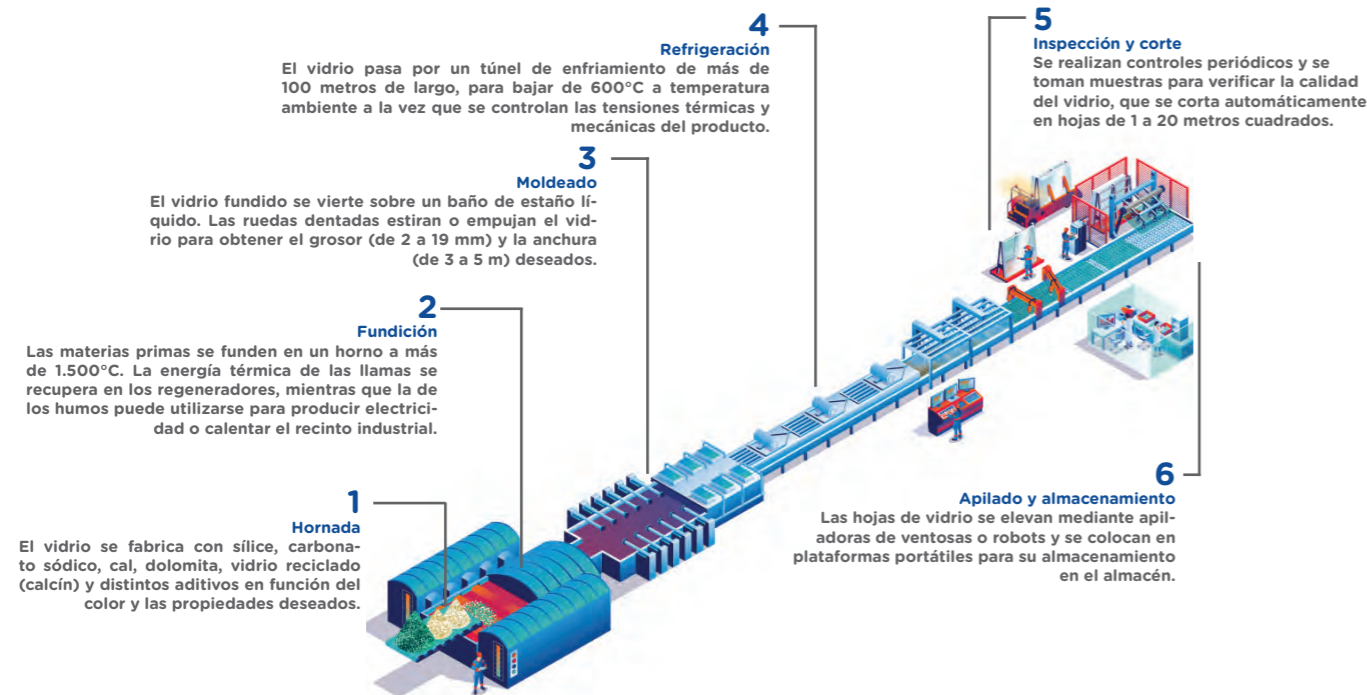 1
Hornada
El vidrio se fabrica con sílice, carbona-
to sódico, cal, dolomita, vidrio reciclado
(calcín) y distintos aditivos en función del
color y las propiedades deseados.
2
Fundición
Las materias primas se funden en un horno a más
de 1.500°C. La energía térmica de las llamas se
recupera en los regeneradores, mientras que la de
los humos puede utilizarse para producir electrici-
dad o calentar el recinto industrial.
3
Moldeado
El vidrio fundido se vierte sobre un baño de estaño lí-
quido. Las ruedas dentadas estiran o empujan el vid-
rio para obtener el grosor (de 2 a 19 mm) y la anchura
(de 3 a 5 m) deseados.
4
Refrigeración
El vidrio pasa por un túnel de enfriamiento de más de
100 metros de largo, para bajar de 600°C a temperatura
ambiente a la vez que se controlan las tensiones térmicas y
mecánicas del producto.
5
Inspección y corte
Se realizan controles periódicos y se
toman muestras para verificar la calidad
del vidrio, que se corta automáticamente
en hojas de 1 a 20 metros cuadrados.
6
Apilado y almacenamiento
Las hojas de vidrio se elevan mediante apil-
adoras de ventosas o robots y se colocan en
plataformas portátiles para su almacenamiento
en el almacén.